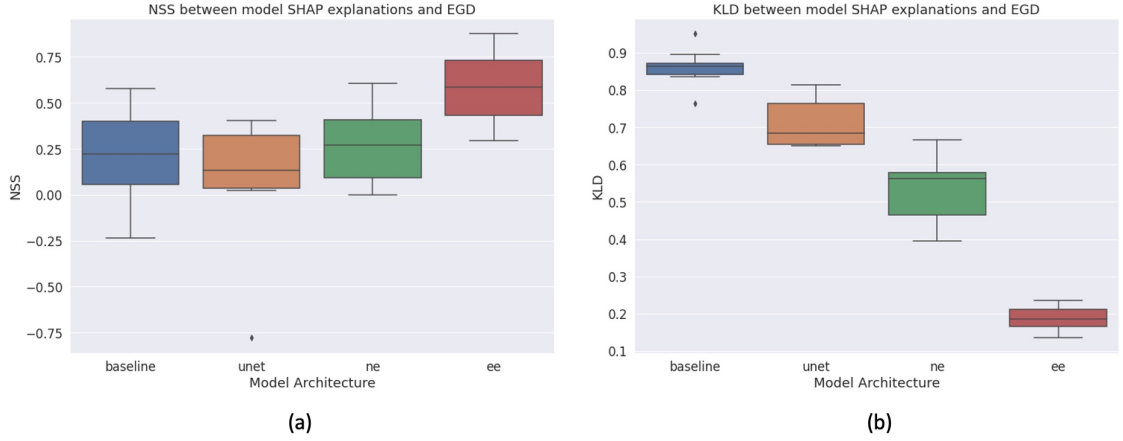 NSS between model SHAP explanations and EGD
0.75
0.50
0.25
0.00
−0.25
−0.50
−0.75
NSS
baseline unet ne ee
Model Architecture
(a)
KLD between model SHAP explanations and EGD
0.9
0.8
0.7
0.6
0.5
0.4
0.3
0.2
0.1
KLD
baseline unet ne ee
Model Architecture
(b)